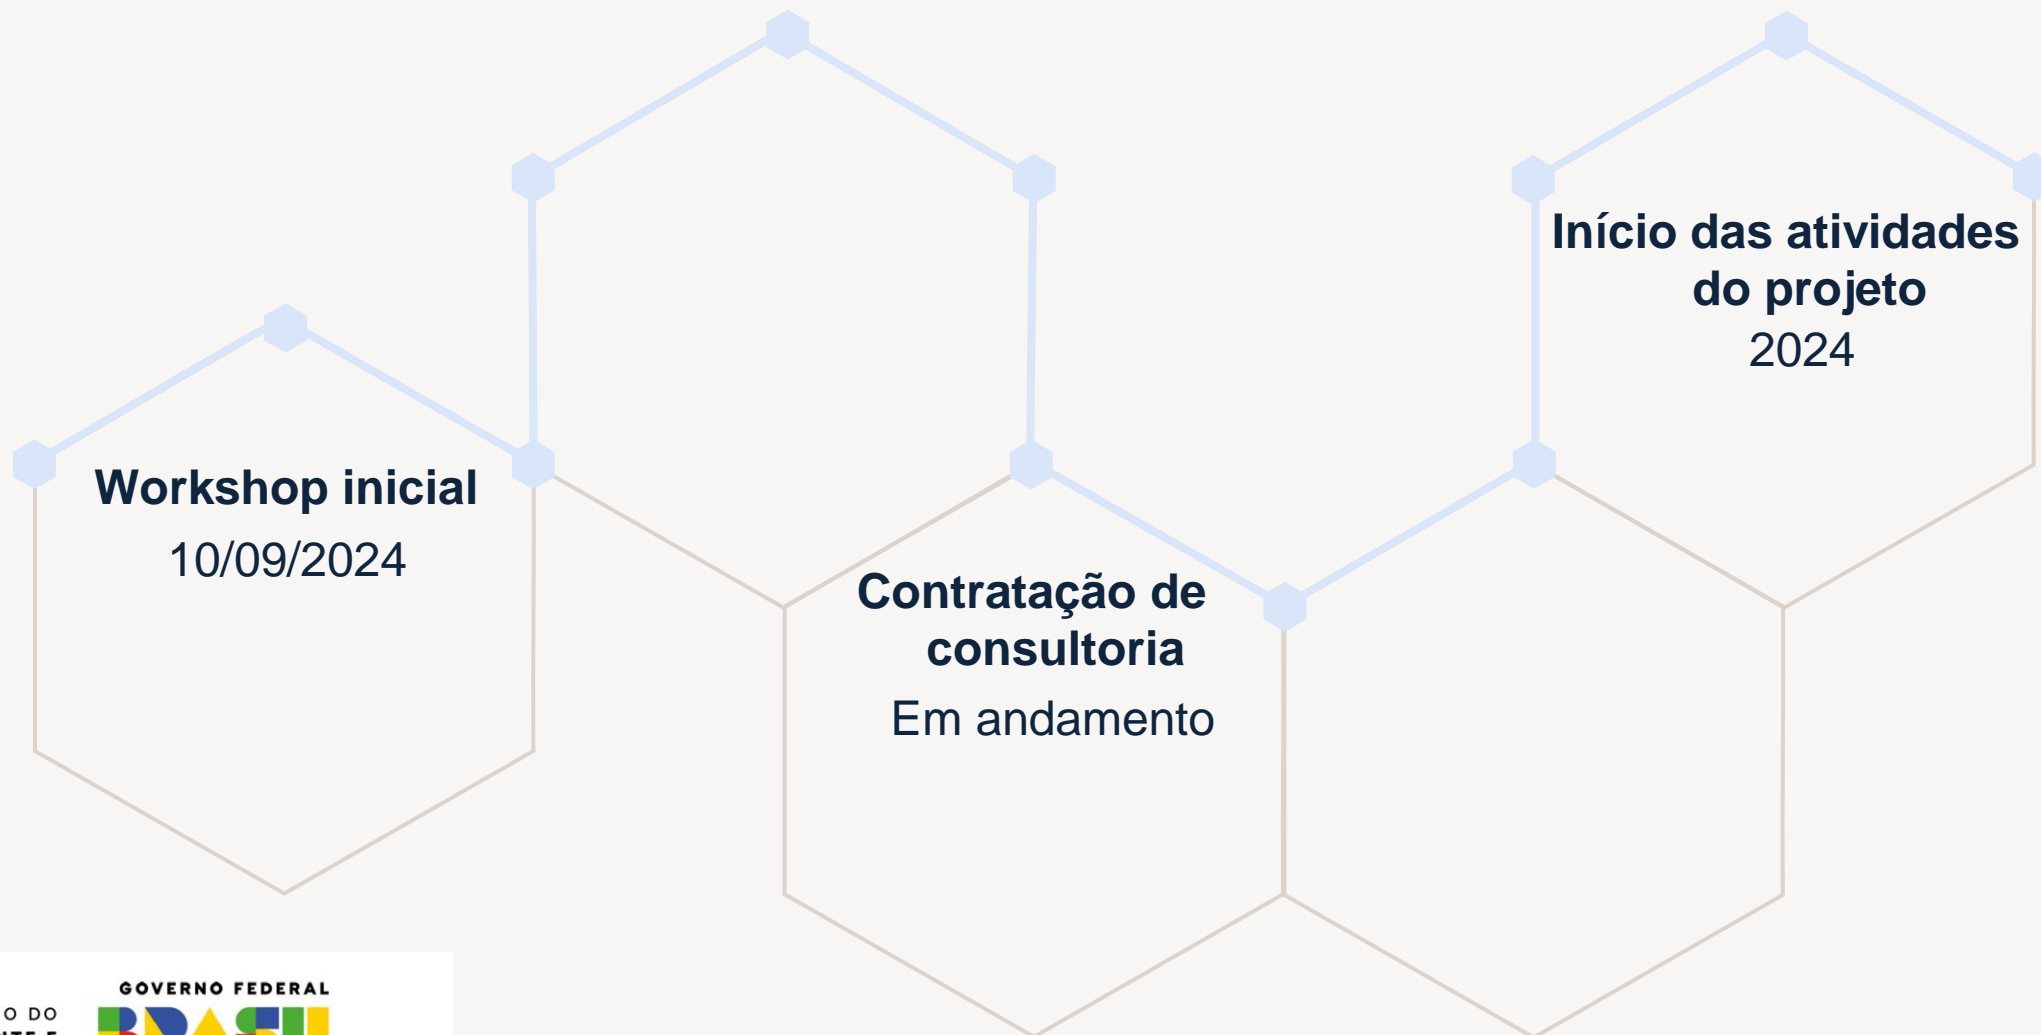 Workshop inicial
10/09/2024
Contratação de
consultoria
Em andamento
Início das atividades
do projeto
2024
GOVERNO FEDERAL
O DO
BRASIL